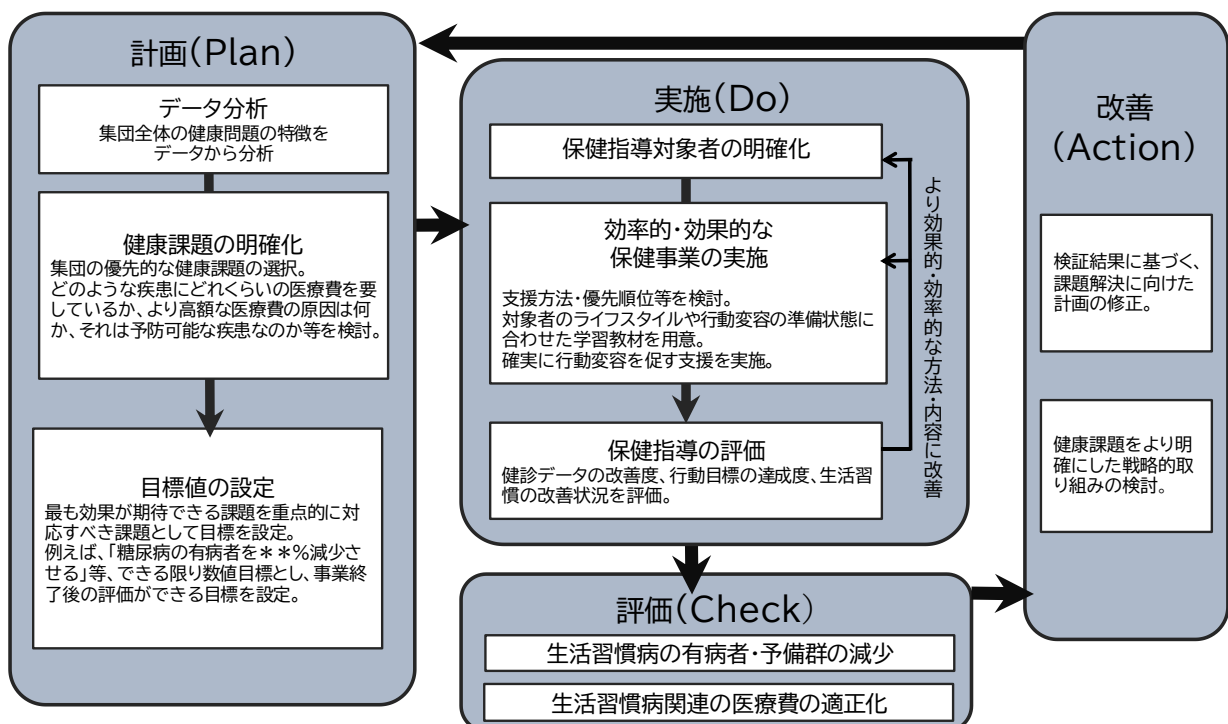 計画(Plan)
データ分析
集団全体の健康問題の特徴を
データから分析
健康課題の明確化
集団の優先的な健康課題の選択。
どのような疾患にどれくらいの医療費を要
しているか、より高額な医療費の原因は何
か、それは予防可能な疾患なのか等を検討。
目標値の設定
最も効果が期待できる課題を重点的に対
応すべき課題として目標を設定。
例えば、「糖尿病の有病者を＊＊%減少さ
せる」等、できる限り数値目標とし、事業終
了後の評価ができる目標を設定。
実施(Do)
保健指導対象者の明確化
効率的・効果的な
保健事業の実施
支援方法・優先順位等を検討。
対象者のライフスタイルや行動変容の準備状態に
合わせた学習教材を用意。
確実に行動変容を促す支援を実施。
保健指導の評価
健診データの改善度、行動目標の達成度、生活習
慣の改善状況を評価。
より効果的・効率的な方法・内容に改善
評価(Check)
生活習慣病の有病者・予備群の減少
生活習慣病関連の医療費の適正化
改善
(Action)
検証結果に基づく、
課題解決に向けた
計画の修正。
健康課題をより明
確にした戦略的取
り組みの検討。